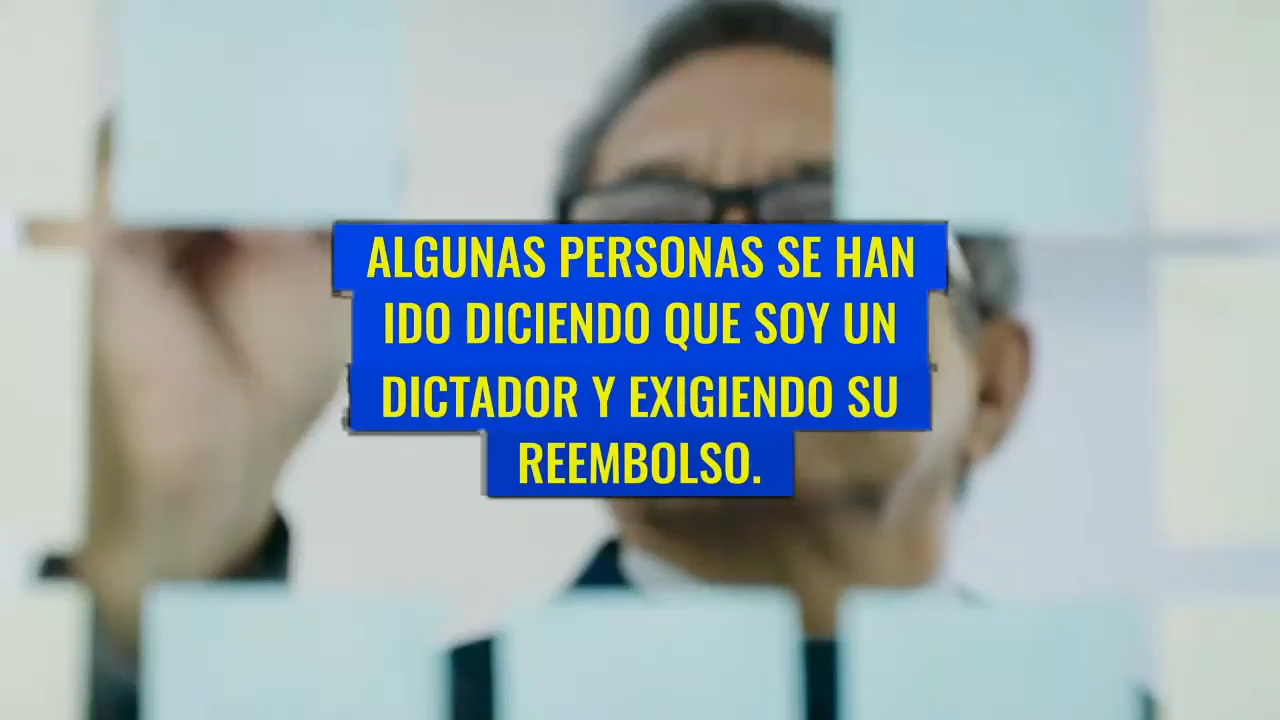 ALGUNAS PERSONAS SE HAN
IDO DICIENDO QUE SOY UN
DICTADOR Y EXIGIENDO SU
REEMBOLSO.